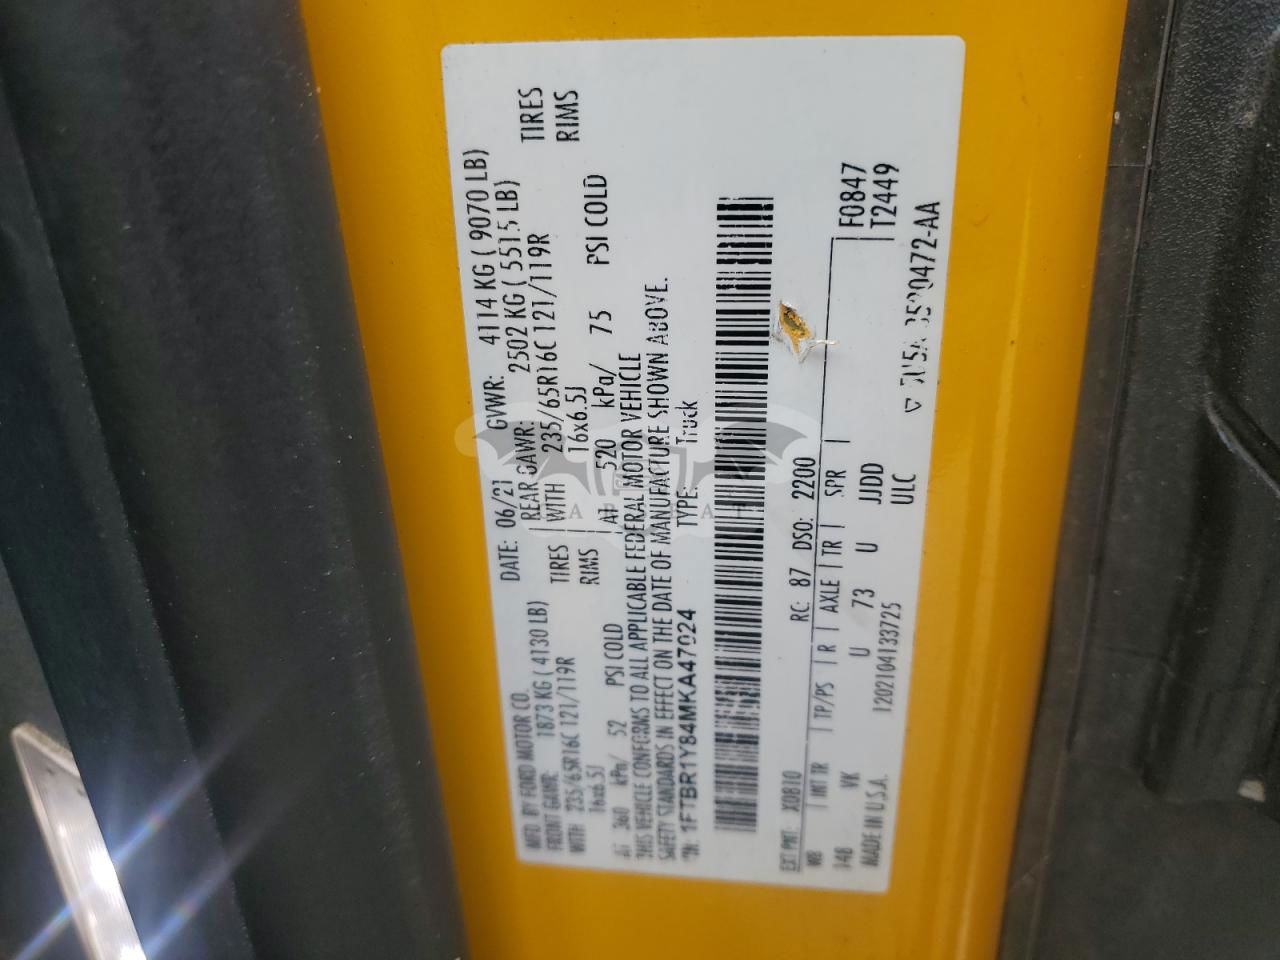 MFD BY FORD MOTOR CO. DATE: 06/21 GVWR: 4114 KG ( 9070 LB)
FRONT GAWR: 1873 KG ( 4130 LB) REAR GAWR: 2502 KG ( 5515 LB)
WITH 235/65R16C 121/119R TIRES WITH 235/65R16C 121/119R TIRES
16x6.5J RIMS 16x6.5J RIMS
AT 360 kPa/ 52 PSI COLD AT 520 kPa/ 75 PSI COLD
THIS VEHICLE CONFORMS TO ALL APPLICABLE FEDERAL MOTOR VEHICLE
SAFETY STANDARDS IN EFFECT ON THE DATE OF MANUFACTURE SHOWN ABOVE.
VIN: 1FTBR1Y84MKA47024 TYPE: Truck
EXT PNT: X0810 RC: 87 DSO: 2200
WB INT TR TP/PS R AXLE TR SPR F0847
148 VK U 73 U JJDD T2449
MADE IN U.S.A. 1202104133725 ULC